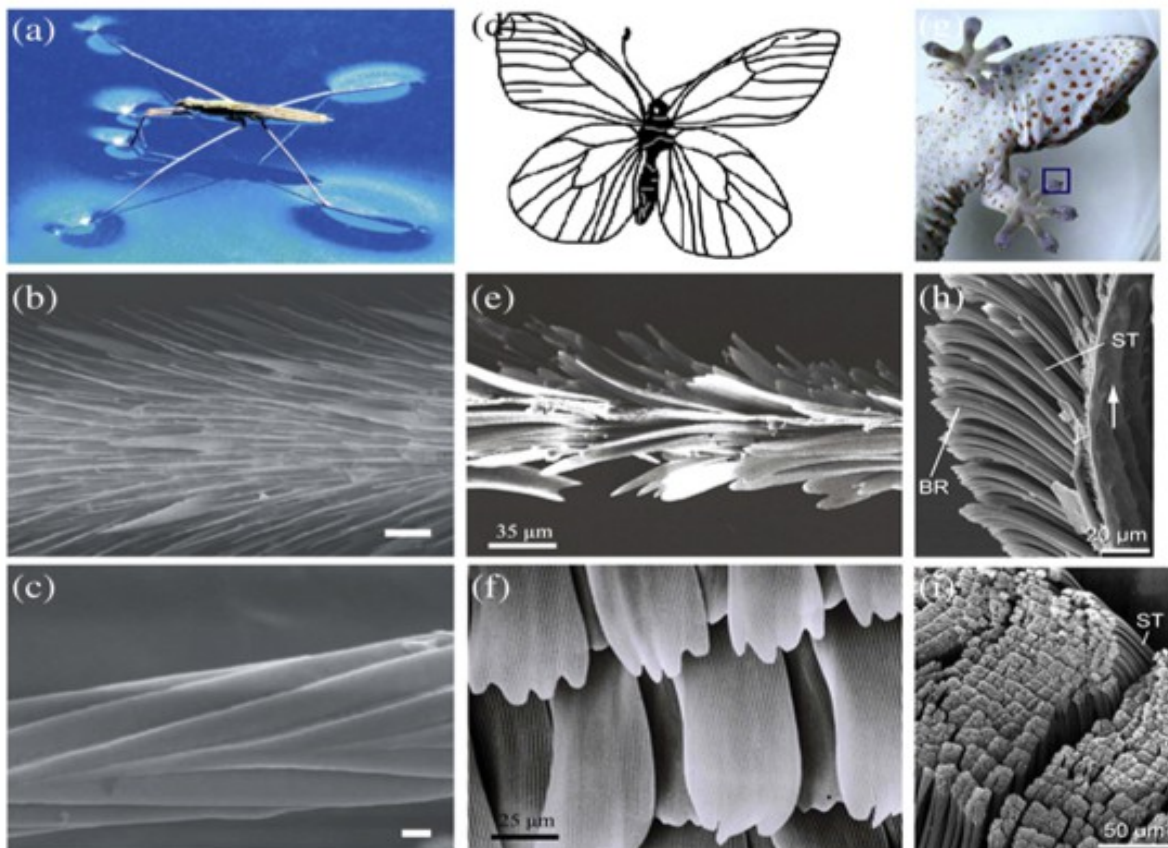 (a)
(d)
(g)
(b)
(e)
35 μm
(h)
ST
BR
20 μm
(c)
(f)
25 μm
(i)
ST
50 μm